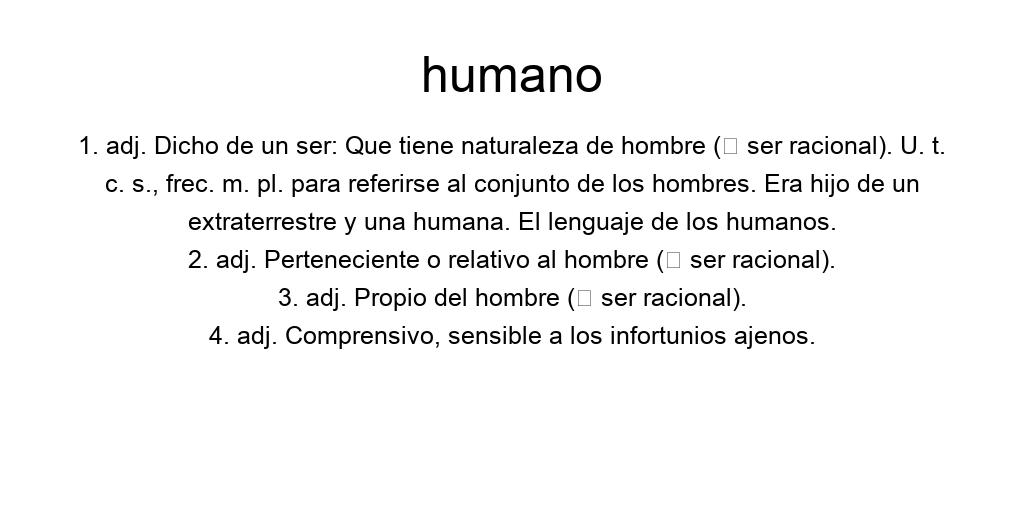 humano
1. adj. Dicho de un ser: Que tiene naturaleza de hombre (□ ser racional). U. t.
c. s., frec. m. pl. para referirse al conjunto de los hombres. Era hijo de un
extraterrestre y una humana. El lenguaje de los humanos.
2. adj. Perteneciente o relativo al hombre (□ ser racional).
3. adj. Propio del hombre (□ ser racional).
4. adj. Comprensivo, sensible a los infortunios ajenos.